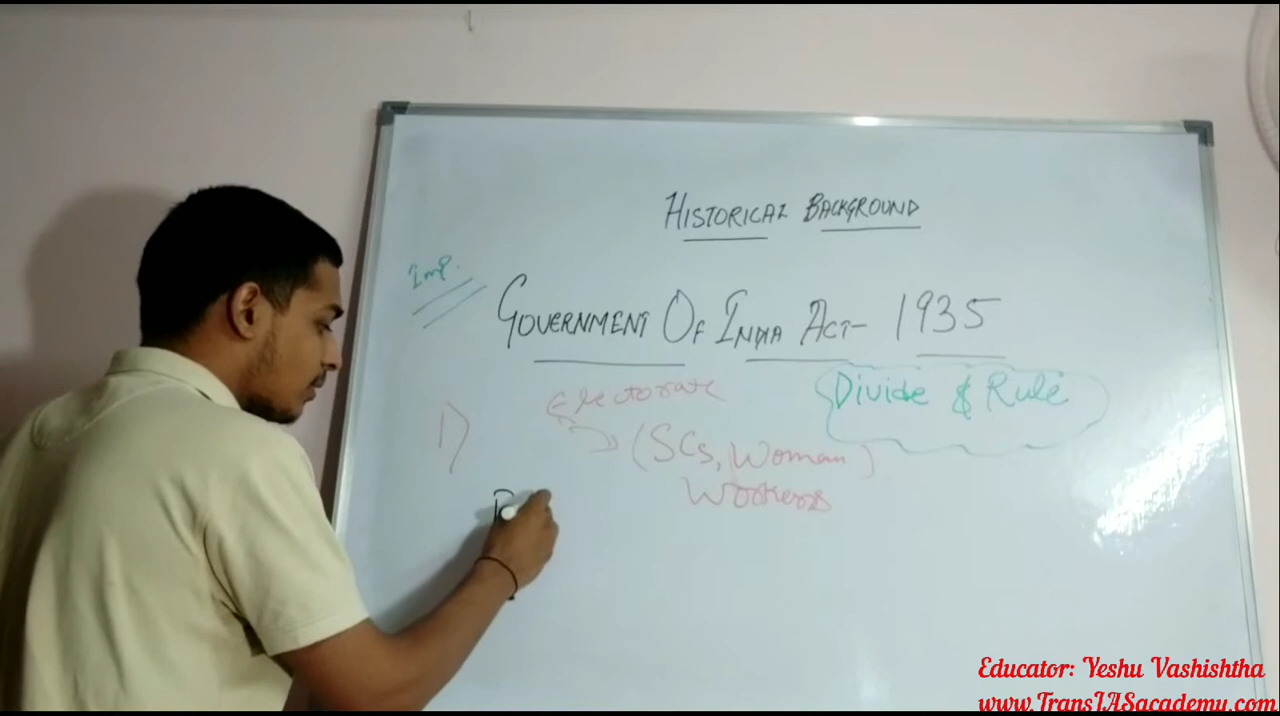 HISTORICAL BACKGROUND
Imp.
GOVERNMENT OF INDIA ACT- 1935
Electorate
Divide & Rule
1)
(SCs, Woman)
Workers
Educator: Yeshu Vashishtha
www.TransIASacademy.com